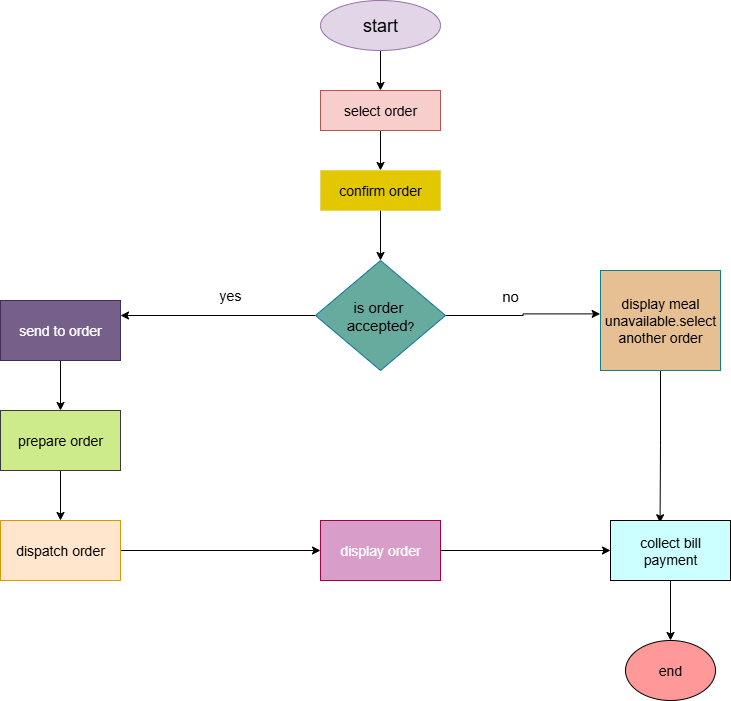 start
select order
confirm order
is order
accepted?
yes
no
send to order
display meal
unavailable.select
another order
prepare order
dispatch order
display order
collect bill
payment
end